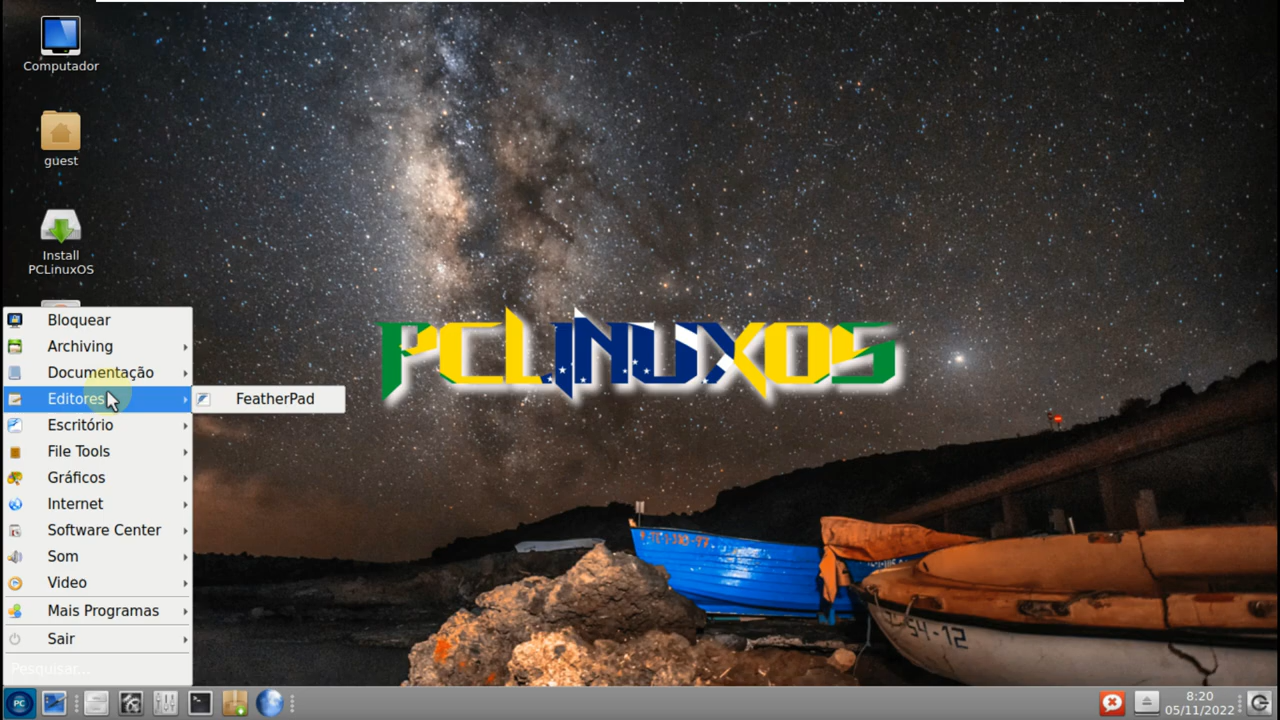 Computador
guest
Install
PCLinuxOS
PCLINUXOS
Bloquear
Archiving
Documentação
Editores
FeatherPad
Escritório
File Tools
Gráficos
Internet
Software Center
Som
Video
Mais Programas
Sair
Pesquisar...
PC
8:20
05/11/2022